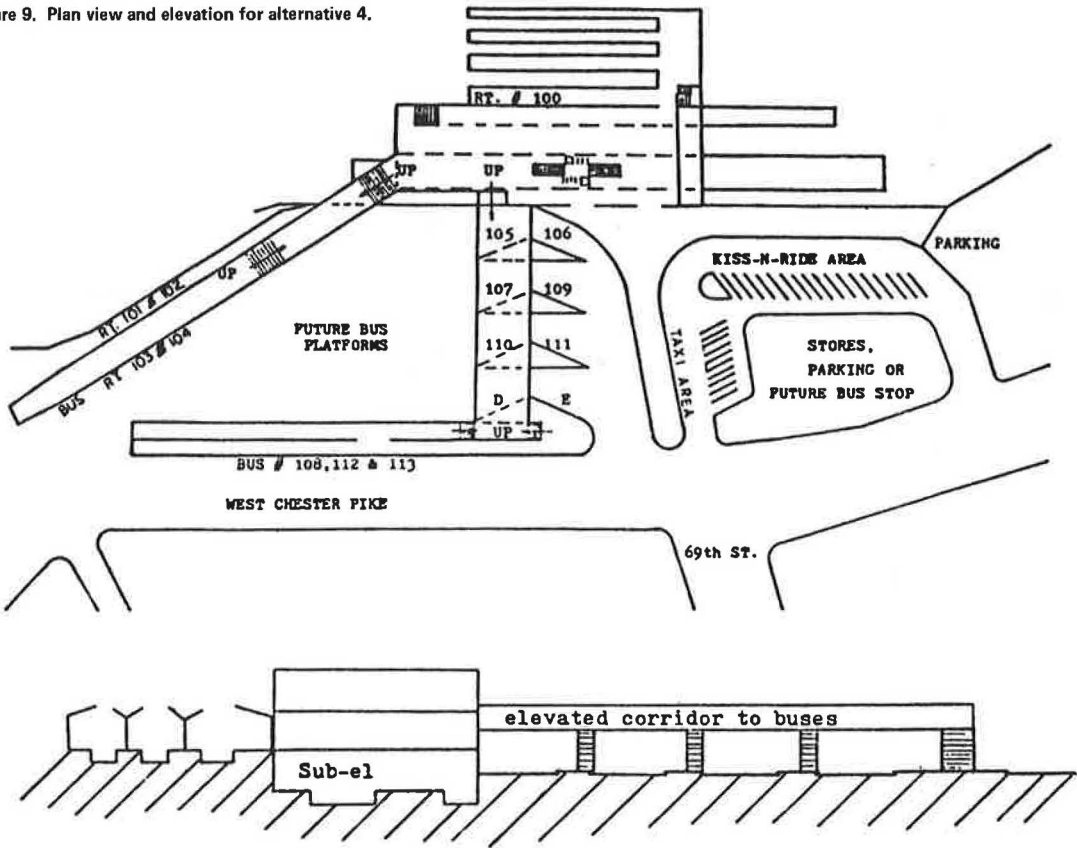 ure 9. Plan view and elevation for alternative 4.
RT. # 100
UP
UP
105 106
107 109
110 111
D E
UP
UP
RT. 101 & 102
BUS RT 103 & 104
FUTURE BUS
PLATFORMS
BUS # 108, 112 & 113
WEST CHESTER PIKE
69th ST.
KISS-N-RIDE AREA
PARKING
TAXI AREA
STORES,
PARKING OR
FUTURE BUS STOP
Sub-el
elevated corridor to buses